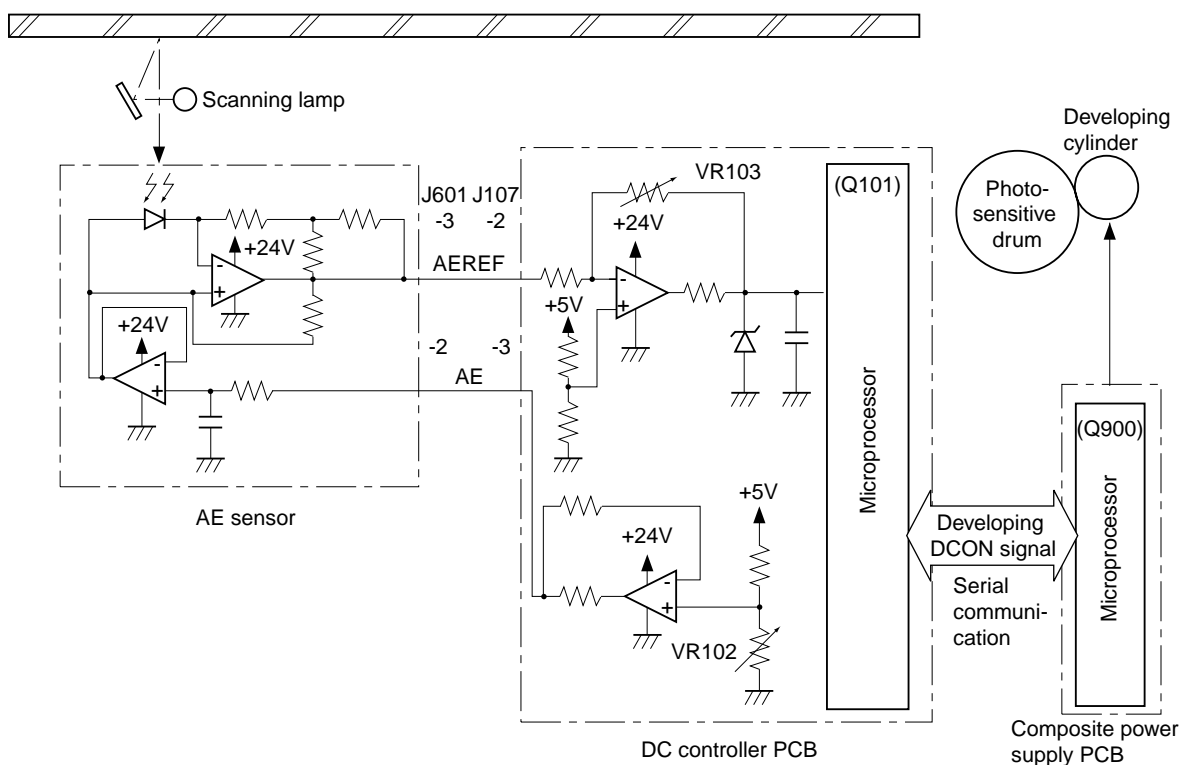 Scanning lamp
Developing
cylinder
Photo-
sensitive
drum
J601 J107
-3 -2
VR103
(Q101)
+24V
+24V
AEREF
+5V
+24V
-
+
-
+
-2 -3
AE
-
+
Microprocessor
(Q900)
Microprocessor
AE sensor
+5V
+24V
Developing
DCON signal
-
+
Serial
communi-
cation
VR102
DC controller PCB
Composite power
supply PCB